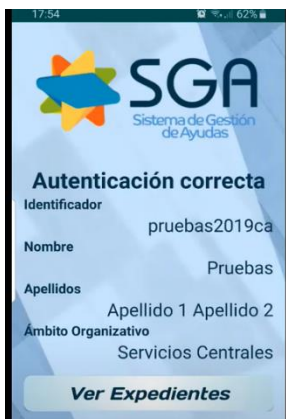 17:54
62%
SGA
Sistema de Gestión
de Ayudas
Autenticación correcta
Identificador
pruebas2019ca
Nombre
Pruebas
Apellidos
Apellido 1 Apellido 2
Ámbito Organizativo
Servicios Centrales
Ver Expedientes